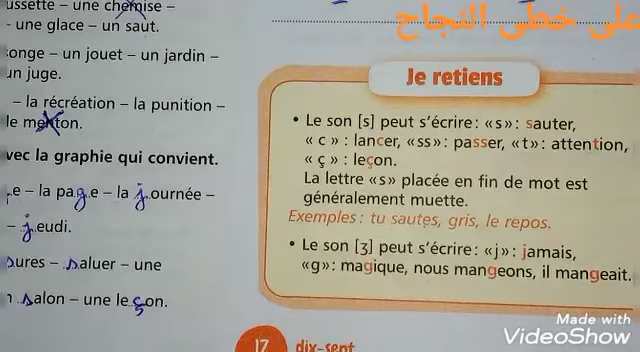 ussette – une chemise –
- une glace – un saut.
onge – un jouet – un jardin –
un juge.
– la récréation – la punition –
le menton.
vec la graphie qui convient.
e – la page – la journée –
– jeudi.
sures – saluer – une
salon – une leçon.
على خطى النجاح
Je retiens
• Le son [s] peut s'écrire : «s» : sauter,
« c » : lancer, «ss» : passer, «t» : attention,
« ç » : leçon.
La lettre «s» placée en fin de mot est
généralement muette.
Exemples : tu sautes, gris, le repos.
• Le son [ʒ] peut s'écrire : «j» : jamais,
«g» : magique, nous mangeons, il mangeait.
17 dix-sept
Made with
VideoShow